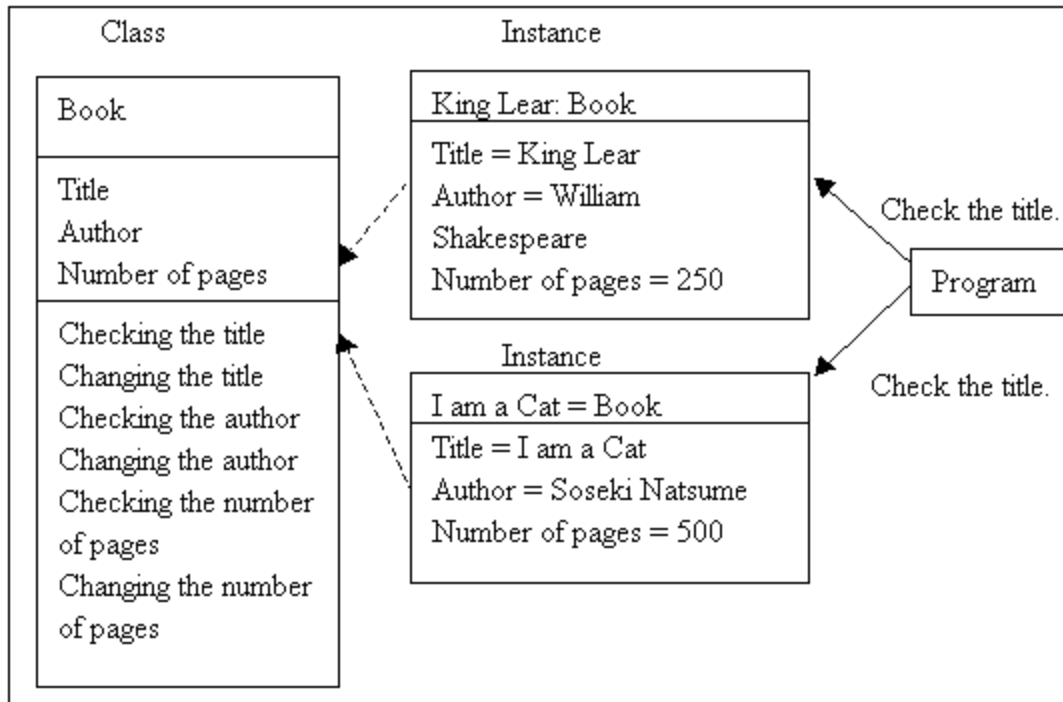 Class
Book
Title
Author
Number of pages
Checking the title
Changing the title
Checking the author
Changing the author
Checking the number
of pages
Changing the number
of pages
Instance
King Lear: Book
Title = King Lear
Author = William
Shakespeare
Number of pages = 250
Instance
I am a Cat = Book
Title = I am a Cat
Author = Soseki Natsume
Number of pages = 500
Check the title.
Program
Check the title.